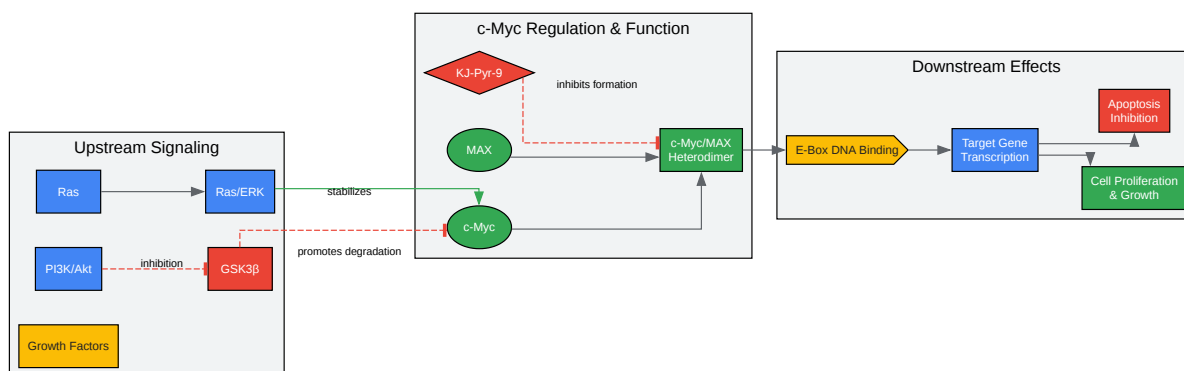 Upstream Signaling
Ras
Ras/ERK
PI3K/Akt
inhibition
GSK3β
Growth Factors
stabilizes
promotes degradation
c-Myc Regulation & Function
KJ-Pyr-9
inhibits formation
MAX
c-Myc/MAX
Heterodimer
c-Myc
Downstream Effects
E-Box DNA Binding
Target Gene
Transcription
Apoptosis
Inhibition
Cell Proliferation
& Growth